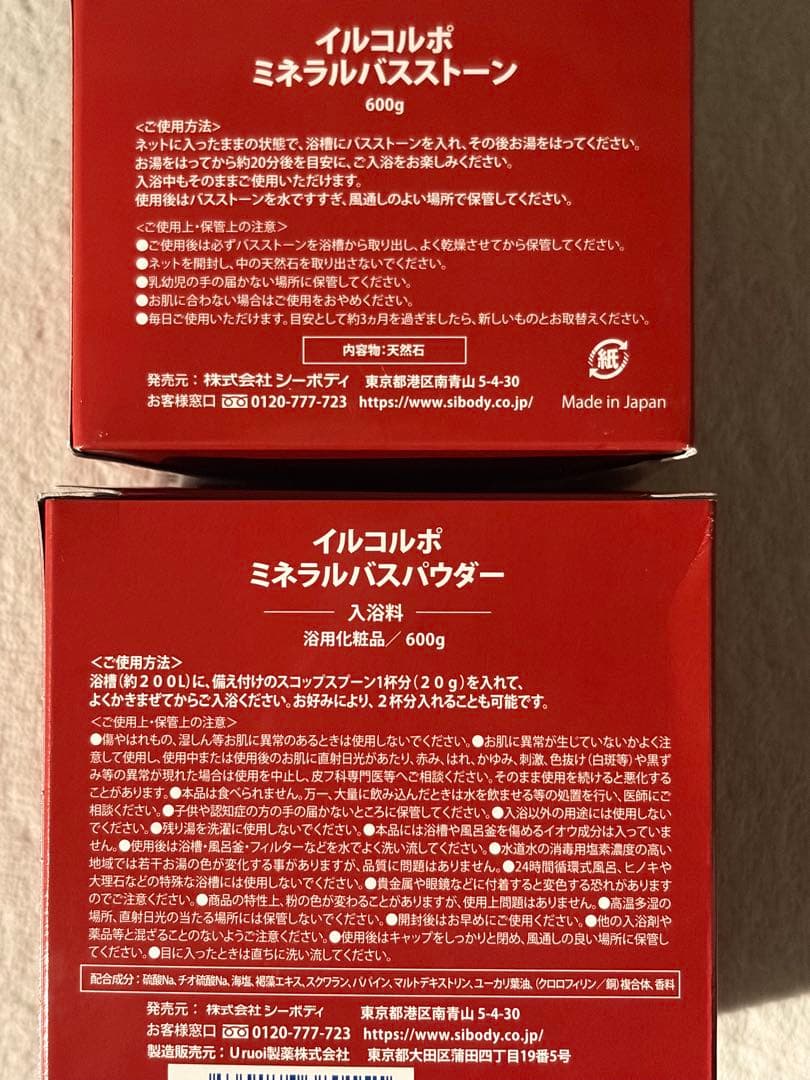 イルコルポ
ミネラルバスストーン
600g
<ご使用方法>
ネットに入ったままの状態で、浴槽にバスストーンを入れ、その後お湯をはってください。
お湯をはってから約20分後を目安に、ご入浴をお楽しみください。
入浴中もそのままご使用いただけます。
使用後はバスストーンを水ですすぎ、風通しのよい場所で保管してください。
<ご使用上・保管上の注意>
●ご使用後は必ずバスストーンを浴槽から取り出し、よく乾燥させてから保管してください。
●ネットを開封し、中の天然石を取り出さないでください。
●乳幼児の手の届かない場所に保管してください。
●お肌に合わない場合はご使用をおやめください。
●毎日ご使用いただけます。目安として約3ヵ月を過ぎましたら、新しいものとお取替えください。
内容物:天然石
紙
発売元: 株式会社 シーボディ 東京都港区南青山 5-4-30
お客様窓口 0120-777-723 https://www.sibody.co.jp/ Made in Japan
イルコルポ
ミネラルバスパウダー
入浴料
浴用化粧品/ 600g
<ご使用方法>
浴槽(約200L)に、備え付けのスコップスプーン1杯分(20g)を入れて、
よくかきまぜてからご入浴ください。お好みにより、2杯分入れることも可能です。
<ご使用上・保管上の注意>
●傷やはれもの、湿しん等お肌に異常のあるときは使用しないでください。●お肌に異常が生じていないかよく注
意して使用し、使用中または使用後のお肌に直射日光があたり、赤み、はれ、かゆみ、刺激、色抜け(白斑等)や黒ず
み等の異常が現れた場合は使用を中止し、皮フ科専門医等へご相談ください。そのまま使用を続けると悪化する
ことがあります。●本品は食べられません。万一、大量に飲み込んだときは水を飲ませる等の処置を行い、医師にご
相談ください。●子供や認知症の方の手の届かないところに保管してください。●入浴以外の用途には使用しない
でください。●残り湯を洗濯に使用しないでください。●本品には浴槽や風呂釜を傷めるイオウ成分は入っていま
せん。●使用後は浴槽・風呂釜・フィルターなどを水でよく洗い流してください。●水道水の消毒用塩素濃度の高い
地域では若干お湯の色が変化する事がありますが、品質に問題はありません。●24時間循環式風呂、ヒノキや
大理石などの特殊な浴槽には使用しないでください。●貴金属や眼鏡などに付着すると変色する恐れがあります
のでご注意ください。●商品の特性上、粉の色が変わることがありますが、使用上問題はありません。●高温多湿の
場所、直射日光の当たる場所には保管しないでください。●開封後はお早めにご使用ください。●他の入浴剤や
薬品等と混ざることのないようご注意ください。●使用後はキャップをしっかりと閉め、風通しの良い場所に保管し
てください。●目に入ったときは直ちに洗い流してください。
配合成分:硫酸Na、チオ硫酸Na、海塩、褐藻エキス、スクワラン、パパイン、マルトデキストリン、ユーカリ葉油、(クロロフィリン/銅)複合体、香料
発売元: 株式会社 シーボディ 東京都港区南青山 5-4-30
お客様窓口 0120-777-723 https://www.sibody.co.jp/
製造販売元:Uruoi製薬株式会社 東京都大田区蒲田四丁目19番5号